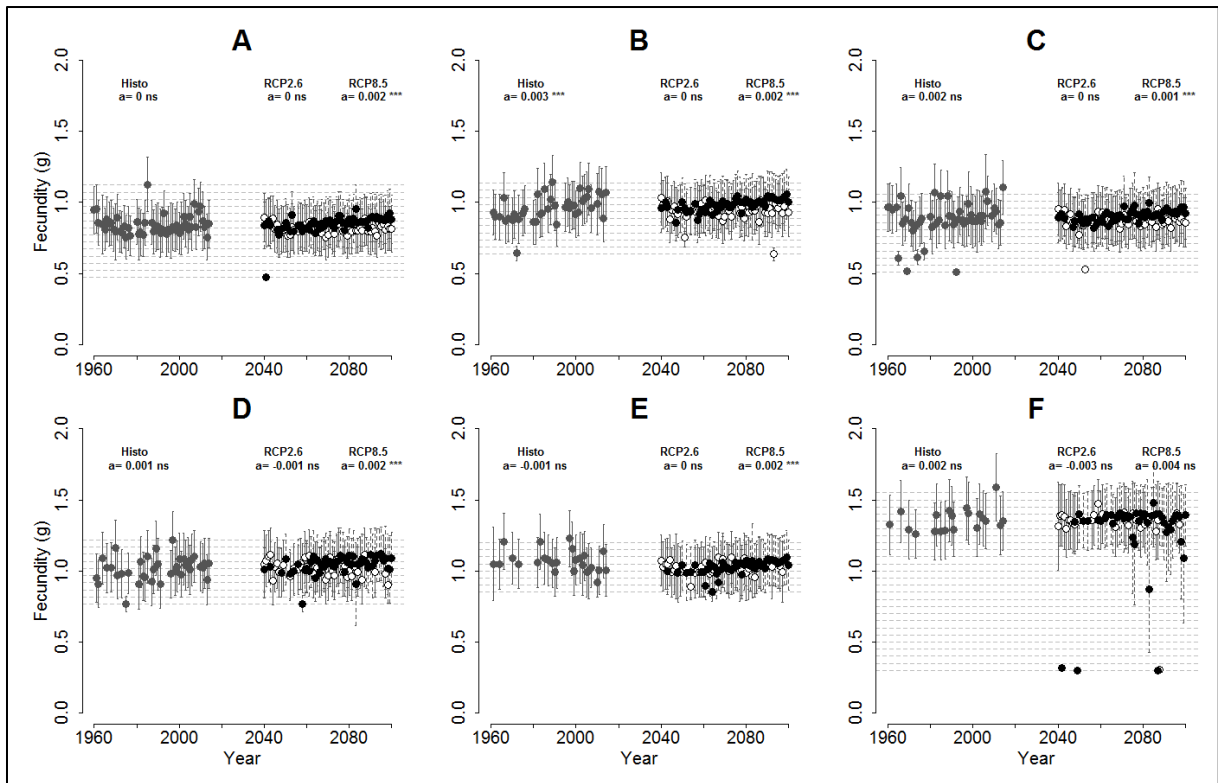 A
B
C
Histo
a= 0 ns
RCP2.6
a= 0 ns
RCP8.5
a= 0.002 ***
Histo
a= 0.003 ***
RCP2.6
a= 0 ns
RCP8.5
a= 0.002 ***
Histo
a= 0.002 ns
RCP2.6
a= 0 ns
RCP8.5
a= 0.001 ***
Fecundity (g)
2.0
1.5
1.0
0.5
0.0
2.0
1.5
1.0
0.5
0.0
2.0
1.5
1.0
0.5
0.0
1960 2000 2040 2080
1960 2000 2040 2080
1960 2000 2040 2080
D
E
F
Histo
a= 0.001 ns
RCP2.6
a= -0.001 ns
RCP8.5
a= 0.002 ***
Histo
a= -0.001 ns
RCP2.6
a= 0 ns
RCP8.5
a= 0.002 ***
Histo
a= 0.002 ns
RCP2.6
a= -0.003 ns
RCP8.5
a= 0.004 ns
Fecundity (g)
2.0
1.5
1.0
0.5
0.0
2.0
1.5
1.0
0.5
0.0
2.0
1.5
1.0
0.5
0.0
1960 2000 2040 2080
1960 2000 2040 2080
1960 2000 2040 2080
Year
Year
Year